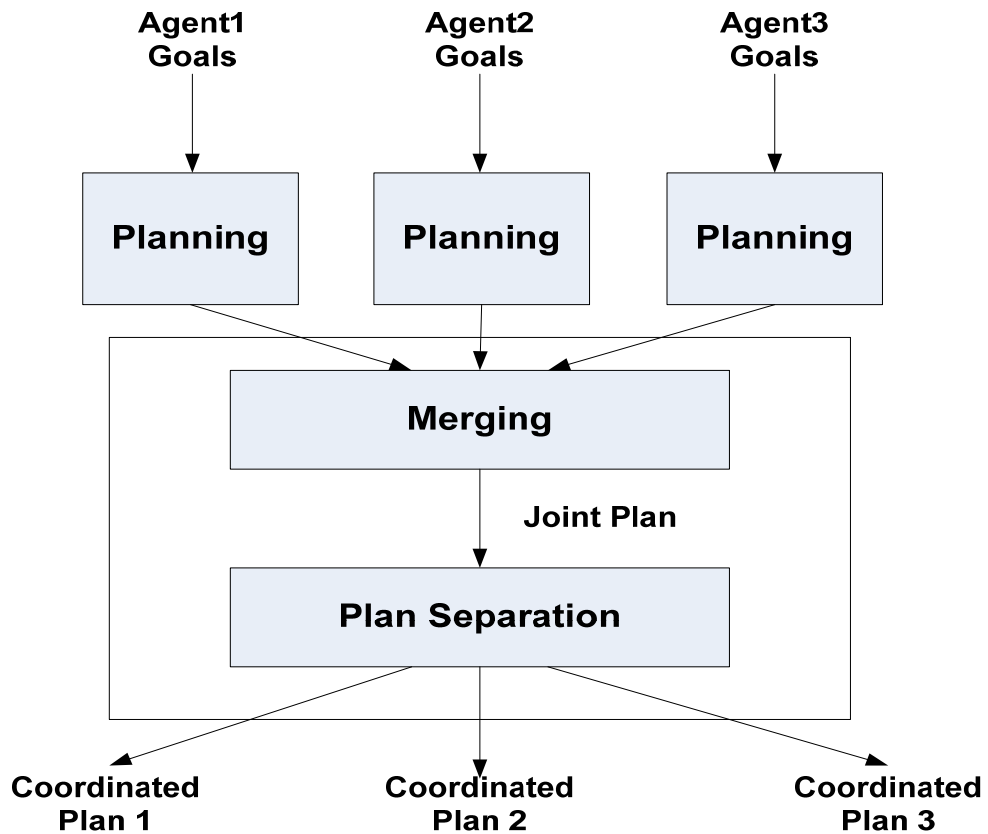 Agent1
Goals
Agent2
Goals
Agent3
Goals
Planning
Planning
Planning
Merging
Joint Plan
Plan Separation
Coordinated
Plan 1
Coordinated
Plan 2
Coordinated
Plan 3